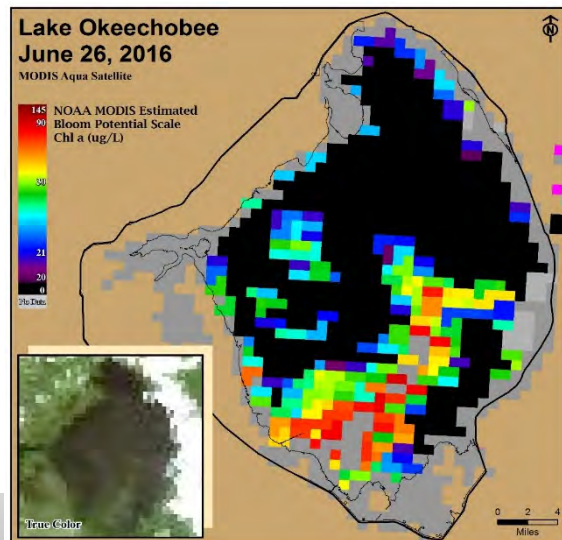 Lake Okeechobee
June 26, 2016
MODIS Aqua Satellite
N
NOAA MODIS Estimated
Bloom Potential Scale
Chl a (ug/L)
145
90
30
21
20
0
No Data
True Color
0 2 4
Miles